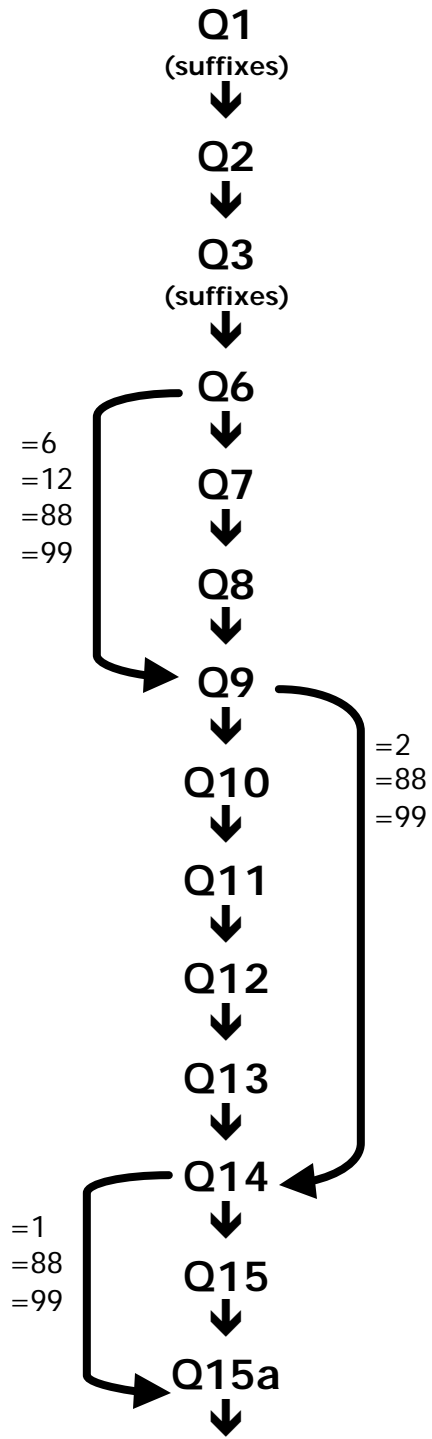 Q1
(suffixes)
Q2
Q3
(suffixes)
Q6
=6
=12
=88
=99
Q7
Q8
Q9
=2
=88
=99
Q10
Q11
Q12
Q13
Q14
=1
=88
=99
Q15
Q15a